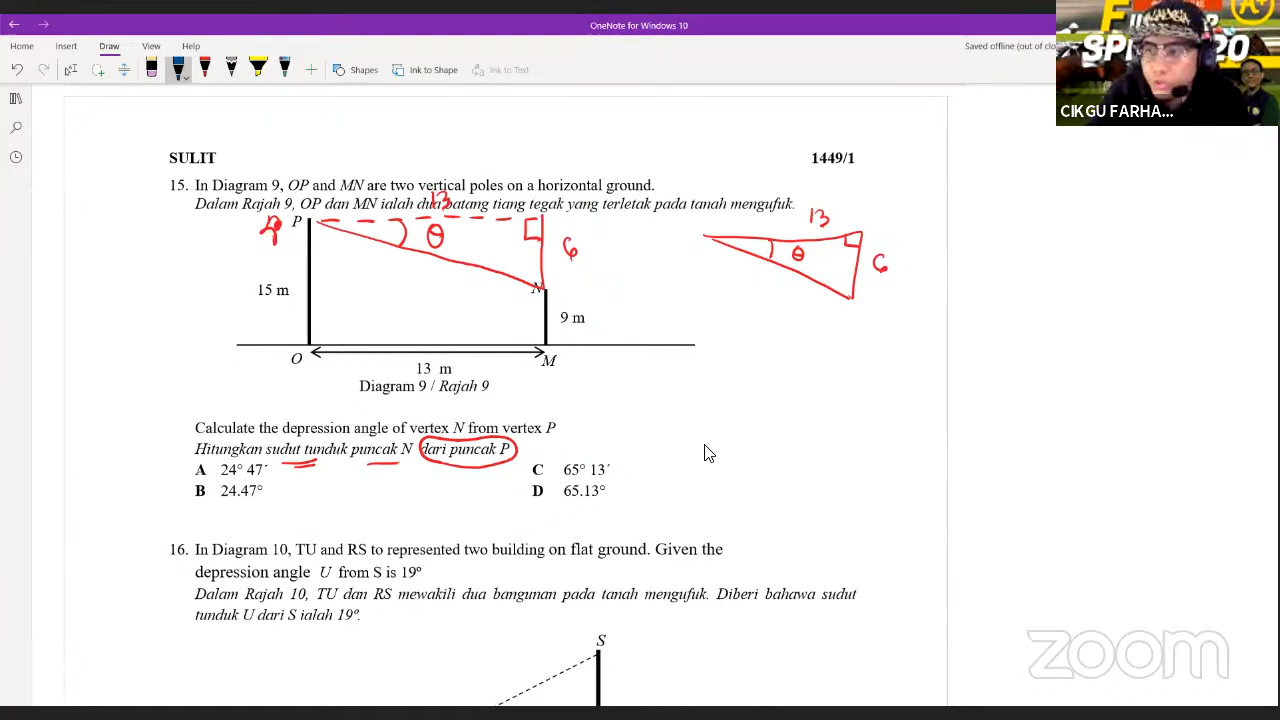 OneNote for Windows 10
Home Insert Draw View Help
Saved offline (out of
Shapes Ink to Shape Ink to Text
A+
20
CIKGU FARHA...
SULIT 1449/1
15. In Diagram 9, OP and MN are two vertical poles on a horizontal ground.
Dalam Rajah 9, OP dan MN ialah dua batang tiang tegak yang terletak pada tanah mengufuk.
13 13
P P
θ 6 θ 6
N
15 m
9 m
O M
13 m
Diagram 9 / Rajah 9
Calculate the depression angle of vertex N from vertex P
Hitungkan sudut tunduk puncak N dari puncak P
A 24° 47´ C 65° 13´
B 24.47° D 65.13°
16. In Diagram 10, TU and RS to represented two building on flat ground. Given the
depression angle U from S is 19º
Dalam Rajah 10, TU dan RS mewakili dua bangunan pada tanah mengufuk. Diberi bahawa sudut
tunduk U dari S ialah 19º.
S
zoom